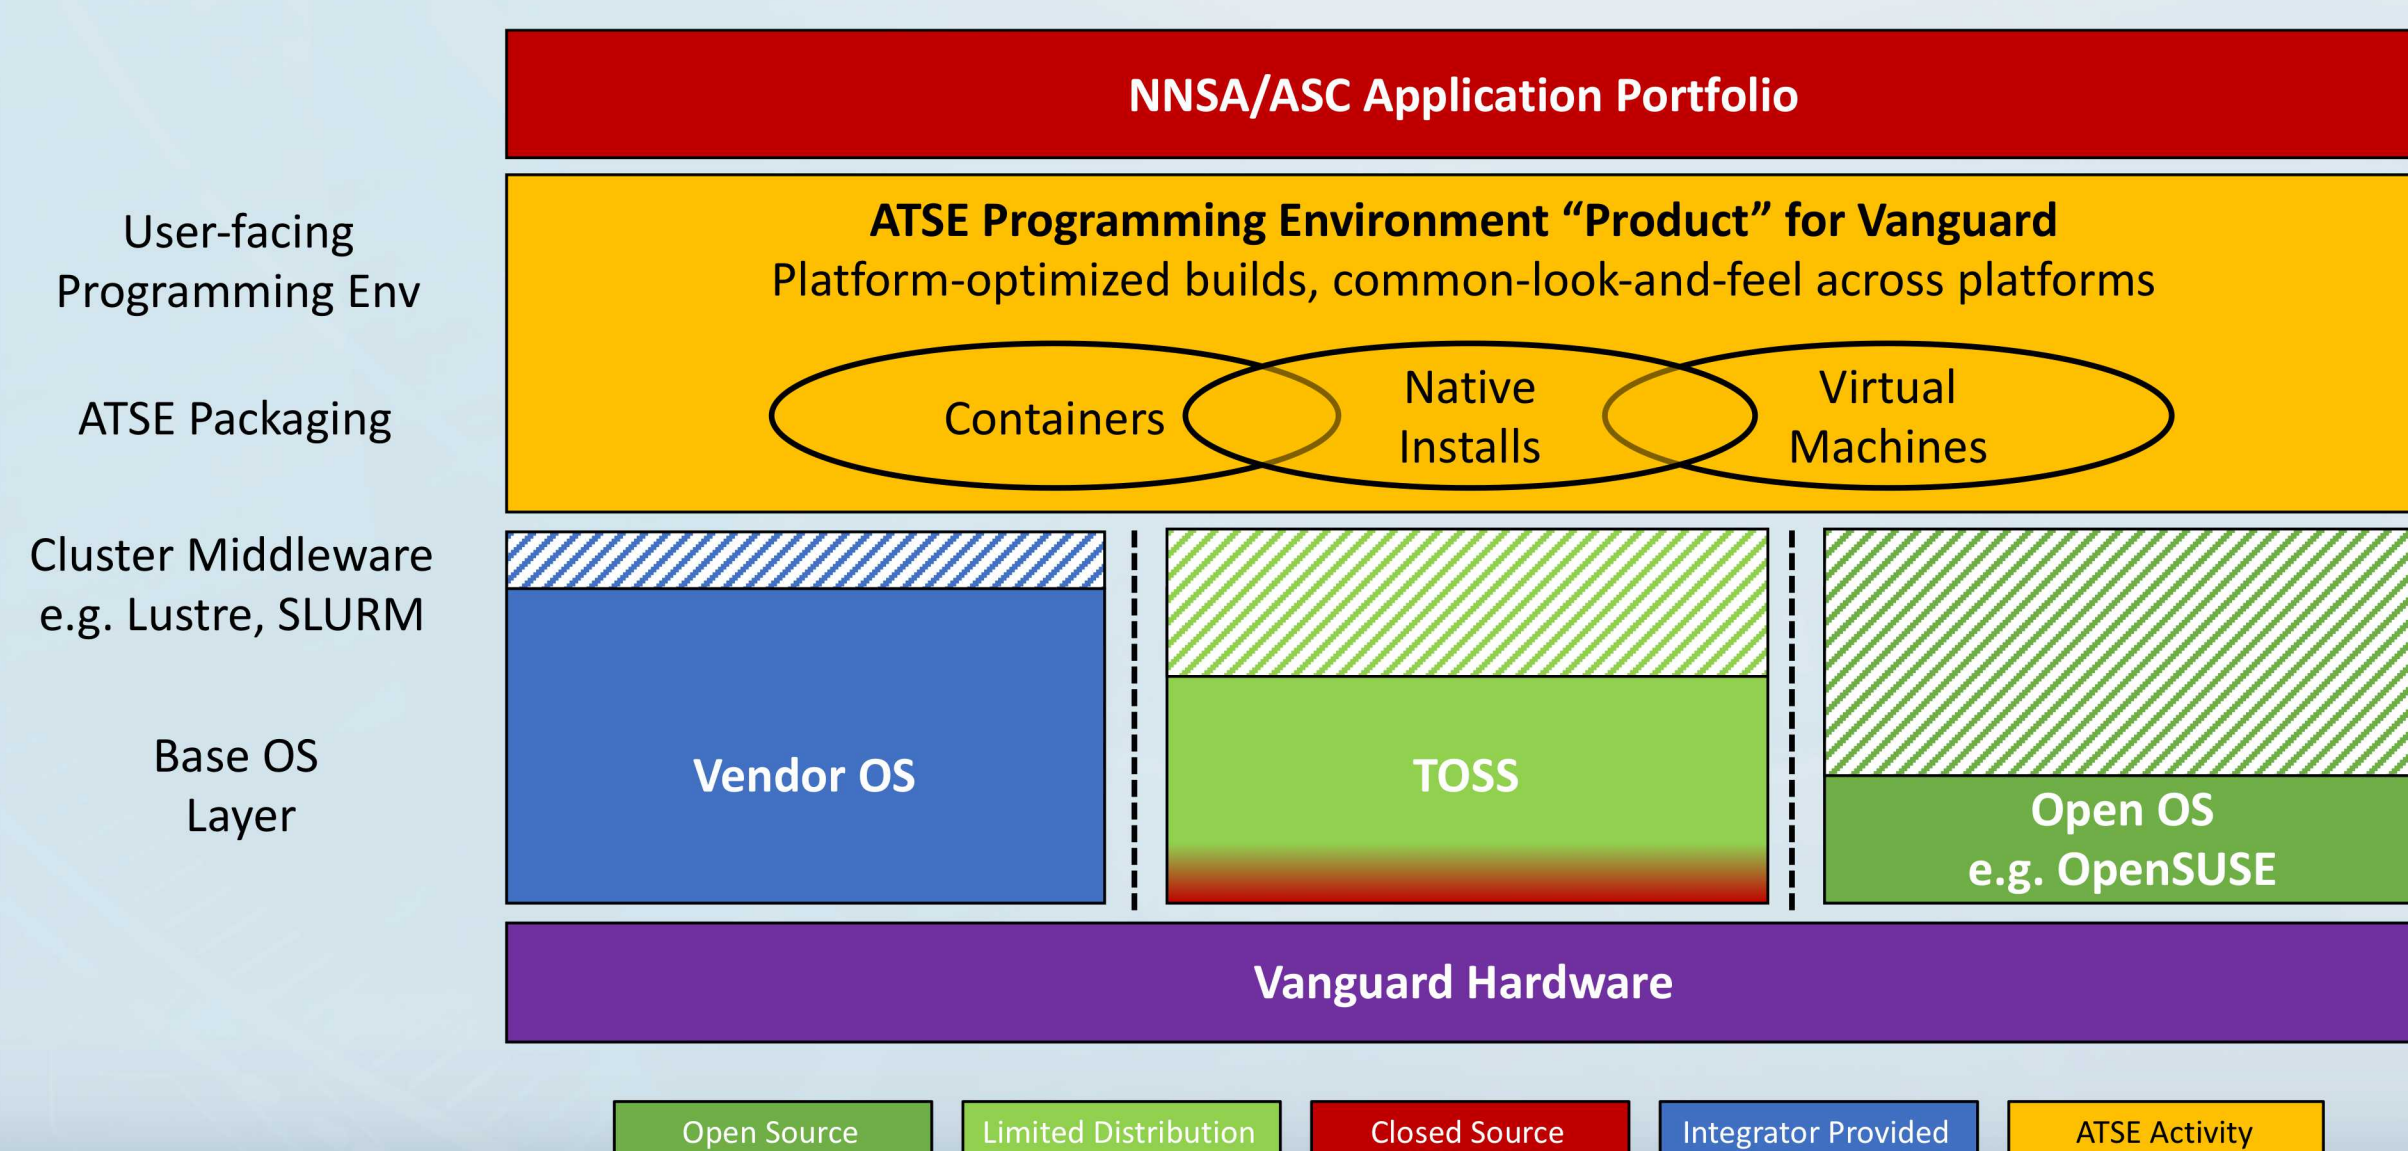 NNSA/ASC Application Portfolio
User-facing
Programming Env
ATSE Programming Environment “Product” for Vanguard
Platform-optimized builds, common-look-and-feel across platforms
ATSE Packaging
Containers
Native
Installs
Virtual
Machines
Cluster Middleware
e.g. Lustre, SLURM
Base OS
Layer
Vendor OS
TOSS
Open OS
e.g. OpenSUSE
Vanguard Hardware
Open Source
Limited Distribution
Closed Source
Integrator Provided
ATSE Activity